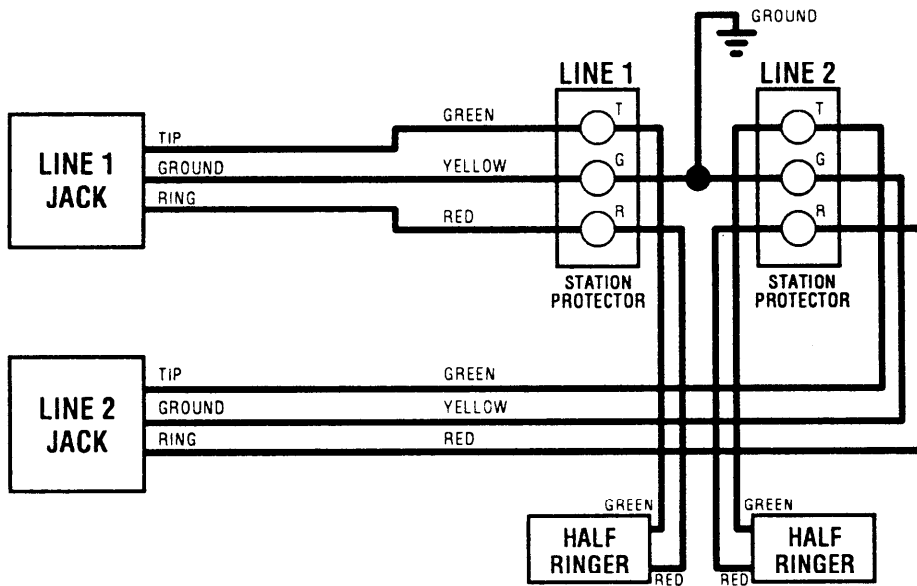 GROUND
LINE 1
LINE 2
T
T
GREEN
TIP
LINE 1
JACK
GROUND
YELLOW
G
G
RING
RED
R
R
STATION
PROTECTOR
STATION
PROTECTOR
TIP
GREEN
LINE 2
JACK
GROUND
YELLOW
RING
RED
GREEN
GREEN
HALF
RINGER
HALF
RINGER
RED
RED